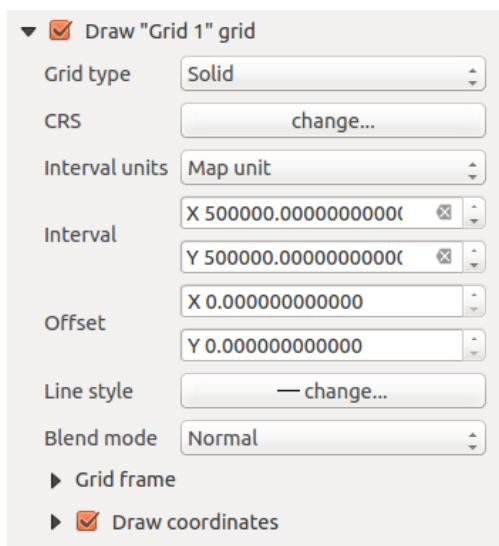 Draw "Grid 1" grid
Grid type Solid
CRS change...
Interval units Map unit
Interval
X 500000.0000000000
Y 500000.0000000000
Offset
X 0.000000000000
Y 0.000000000000
Line style change...
Blend mode Normal
Grid frame
Draw coordinates